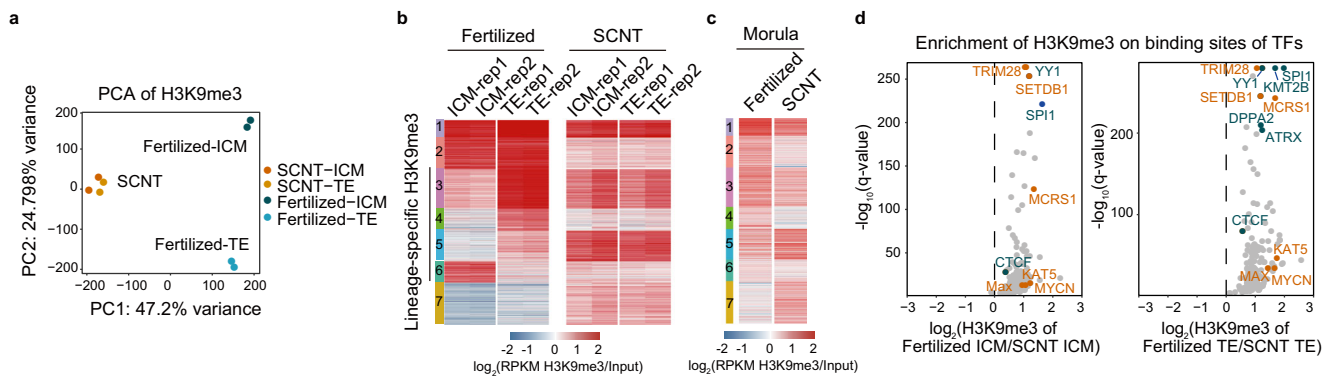 a
PCA of H3K9me3
PC2: 24.798% variance
200
100
0
−100
−200
Fertilized-ICM
SCNT
Fertilized-TE
−200
−100
0
100
200
PC1: 47.2% variance
SCNT−ICM
SCNT−TE
Fertilized−ICM
Fertilized−TE
b
Fertilized
SCNT
ICM-rep1
ICM-rep2
TE-rep1
TE-rep2
ICM-rep1
ICM-rep2
TE-rep1
TE-rep2
Lineage-specific H3K9me3
1
2
3
4
5
6
7
-2 -1 0 1 2
log2(RPKM H3K9me3/Input)
c
Morula
Fertilized
SCNT
1
2
3
4
5
6
7
-2 -1 0 1 2
log2(RPKM H3K9me3/Input)
d
Enrichment of H3K9me3 on binding sites of TFs
-log10(q-value)
250
200
150
100
50
TRIM28
YY1
SETDB1
SPI1
MCRS1
CTCF
KAT5
Max
MYCN
−3 −2 −1 0 1 2 3
log2(H3K9me3 of
Fertilized ICM/SCNT ICM)
-log10(q-value)
200
100
TRIM28
YY1
SPI1
KMT2B
SETDB1
MCRS1
DPPA2
ATRX
CTCF
KAT5
MAX
MYCN
−3 −2 −1 0 1 2 3
log2(H3K9me3 of
Fertilized TE/SCNT TE)